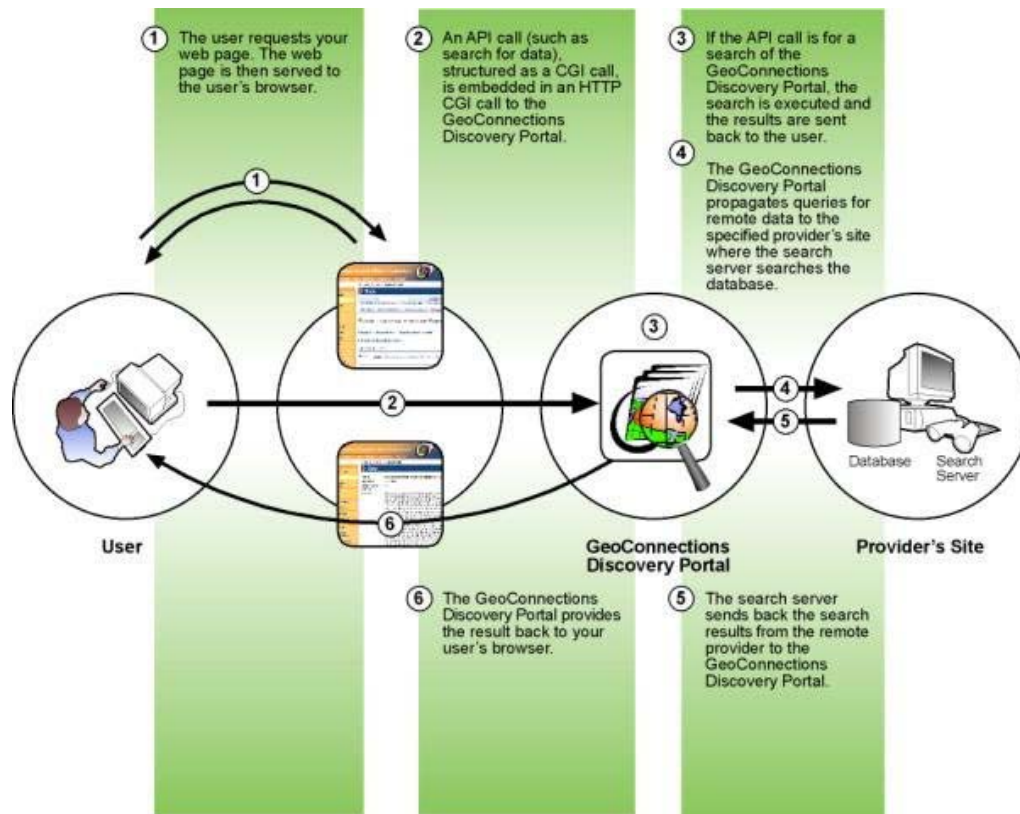 1
The user requests your
web page. The web
page is then served to
the user's browser.
2
An API call (such as
search for data),
structured as a CGI call,
is embedded in an HTTP
CGI call to the
GeoConnections
Discovery Portal.
3
If the API call is for a
search of the
GeoConnections
Discovery Portal, the
search is executed and
the results are sent
back to the user.
4
The GeoConnections
Discovery Portal
propagates queries for
remote data to the
specified provider's site
where the search
server searches the
database.
1
3
2
4
5
Database
Search
Server
6
User
GeoConnections
Discovery Portal
Provider's Site
6
The GeoConnections
Discovery Portal provides
the result back to your
user's browser.
5
The search server
sends back the search
results from the remote
provider to the
GeoConnections
Discovery Portal.